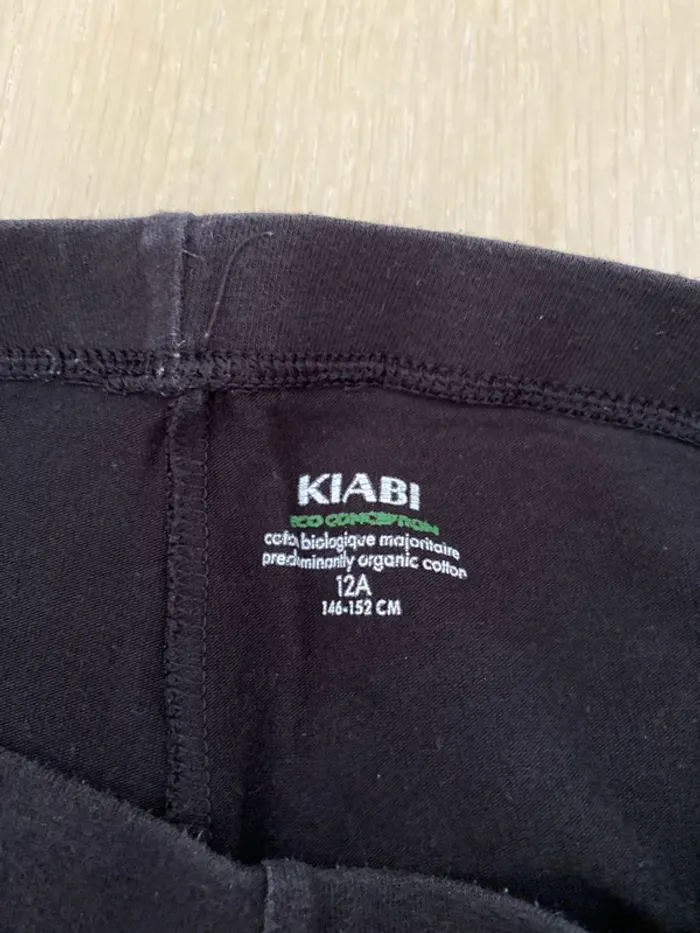 KIABI
ECO CONCEPTION
coton biologique majoritaire
predominantly organic cotton
12A
146-152 CM